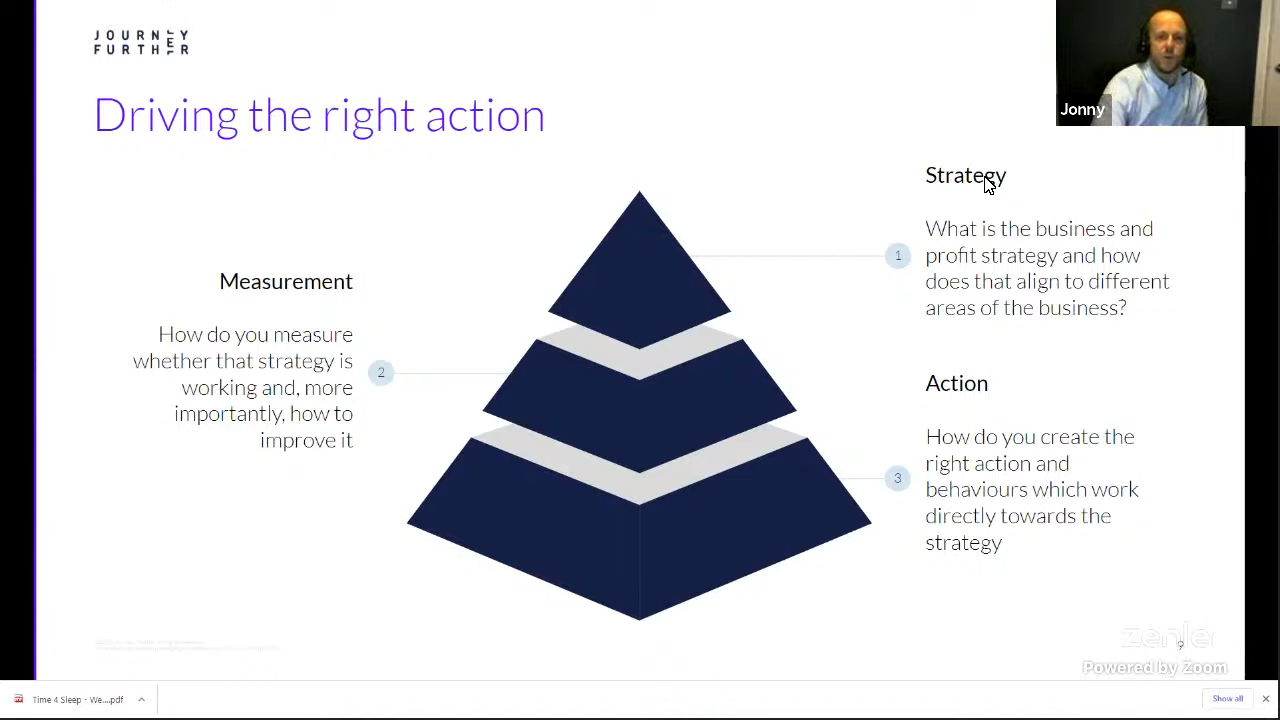 JOURNEY
FURTHER
Jonny
Driving the right action
Strategy
What is the business and
profit strategy and how
does that align to different
areas of the business?
1
Measurement
How do you measure
whether that strategy is
working and, more
importantly, how to
improve it
2
Action
How do you create the
right action and
behaviours which work
directly towards the
strategy
3
zenler
9
Powered by Zoom
Time 4 Sleep - We....pdf
Show all